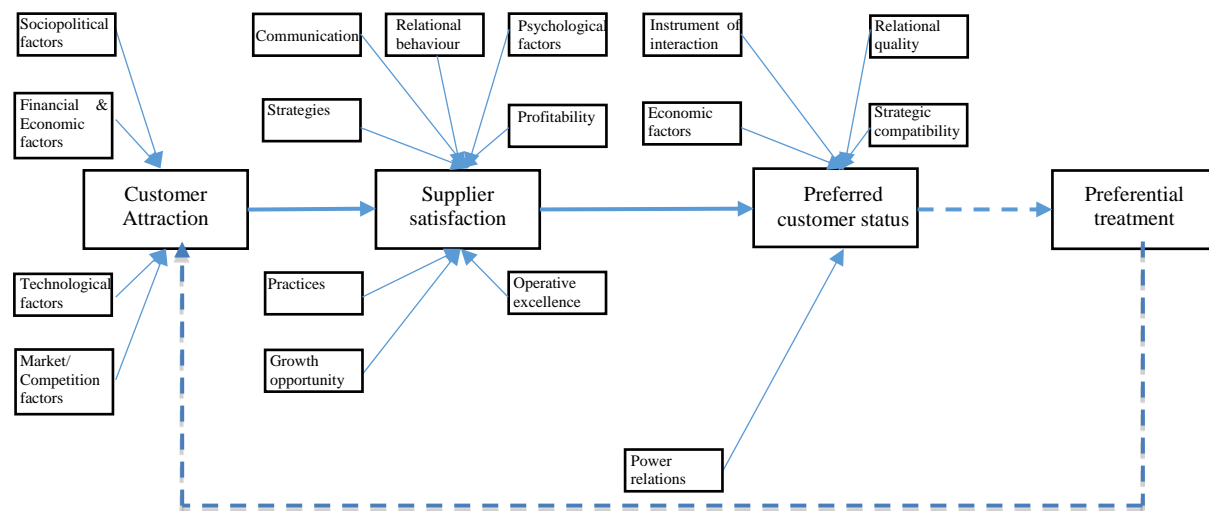 Sociopolitical
factors
Communication
Relational
behaviour
Psychological
factors
Instrument of
interaction
Relational
quality
Financial &
Economic
factors
Strategies
Profitability
Economic
factors
Strategic
compatibility
Customer
Attraction
Supplier
satisfaction
Preferred
customer status
Preferential
treatment
Technological
factors
Practices
Operative
excellence
Market/
Competition
factors
Growth
opportunity
Power
relations